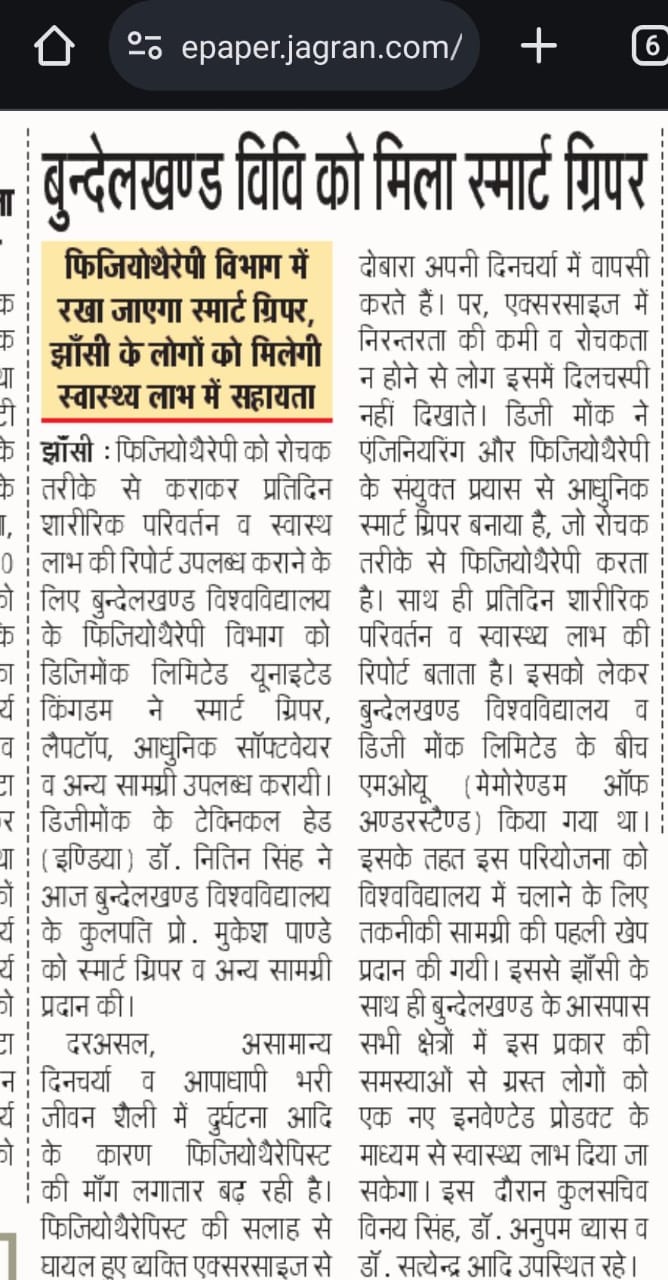 epaper.jagran.com/
6
बुन्देलखण्ड विवि को मिला स्मार्ट ग्रिपर
फिजियोथैरेपी विभाग में
रखा जाएगा स्मार्ट ग्रिपर,
झाँसी के लोगों को मिलेगी
स्वास्थ्य लाभ में सहायता
झाँसी : फिजियोथैरेपी को रोचक
तरीके से कराकर प्रतिदिन
शारीरिक परिवर्तन व स्वास्थ
लाभ की रिपोर्ट उपलब्ध कराने के
लिए बुन्देलखण्ड विश्वविद्यालय
के फिजियोथैरेपी विभाग को
डिजिमोंक लिमिटेड यूनाइटेड
किंगडम ने स्मार्ट ग्रिपर,
लैपटॉप, आधुनिक सॉफ्टवेयर
व अन्य सामग्री उपलब्ध करायी।
डिजीमोंक के टेक्निकल हेड
(इण्डिया) डॉ. नितिन सिंह ने
आज बुन्देलखण्ड विश्वविद्यालय
के कुलपति प्रो. मुकेश पाण्डे
को स्मार्ट ग्रिपर व अन्य सामग्री
प्रदान की।
दरअसल, असामान्य
दिनचर्या व आपाधापी भरी
जीवन शैली में दुर्घटना आदि
के कारण फिजियोथैरेपिस्ट
की माँग लगातार बढ़ रही है।
फिजियोथैरेपिस्ट की सलाह से
घायल हुए व्यक्ति एक्सरसाइज से
दोबारा अपनी दिनचर्या में वापसी
करते हैं। पर, एक्सरसाइज में
निरन्तरता की कमी व रोचकता
न होने से लोग इसमें दिलचस्पी
नहीं दिखाते। डिजी मोंक ने
एंजिनियरिंग और फिजियोथैरेपी
के संयुक्त प्रयास से आधुनिक
स्मार्ट ग्रिपर बनाया है, जो रोचक
तरीके से फिजियोथैरेपी करता
है। साथ ही प्रतिदिन शारीरिक
परिवर्तन व स्वास्थ्य लाभ की
रिपोर्ट बताता है। इसको लेकर
बुन्देलखण्ड विश्वविद्यालय व
डिजी मोंक लिमिटेड के बीच
एमओयू (मेमोरेण्डम ऑफ
अण्डरस्टैण्ड) किया गया था।
इसके तहत इस परियोजना को
विश्वविद्यालय में चलाने के लिए
तकनीकी सामग्री की पहली खेप
प्रदान की गयी। इससे झाँसी के
साथ ही बुन्देलखण्ड के आसपास
सभी क्षेत्रों में इस प्रकार की
समस्याओं से ग्रस्त लोगों को
एक नए इनवेण्टेड प्रोडक्ट के
माध्यम से स्वास्थ्य लाभ दिया जा
सकेगा। इस दौरान कुलसचिव
विनय सिंह, डॉ. अनुपम व्यास व
डॉ. सत्येन्द्र आदि उपस्थित रहे।